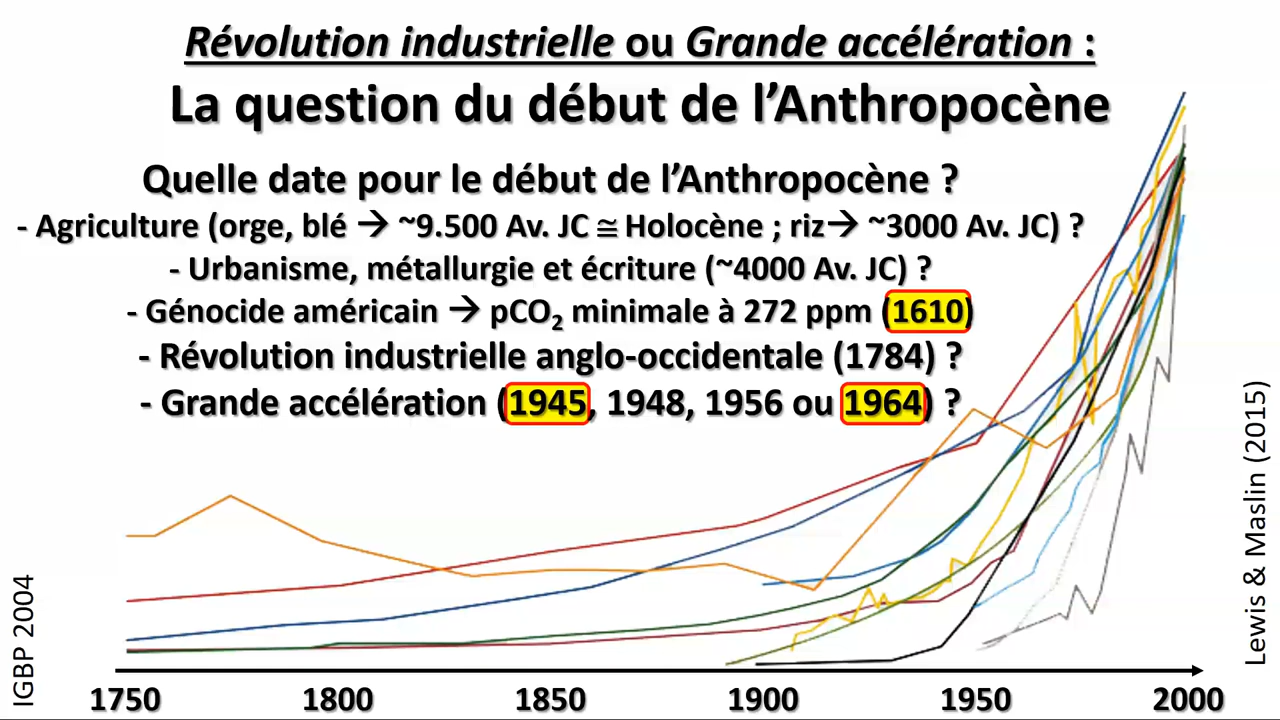 Révolution industrielle ou Grande accélération :
La question du début de l’Anthropocène
Quelle date pour le début de l’Anthropocène ?
- Agriculture (orge, blé → ~9.500 Av. JC ≅ Holocène ; riz→ ~3000 Av. JC) ?
- Urbanisme, métallurgie et écriture (~4000 Av. JC) ?
- Génocide américain → pCO₂ minimale à 272 ppm (1610)
- Révolution industrielle anglo-occidentale (1784) ?
- Grande accélération (1945, 1948, 1956 ou 1964) ?
IGBP 2004
Lewis & Maslin (2015)
1750 1800 1850 1900 1950 2000